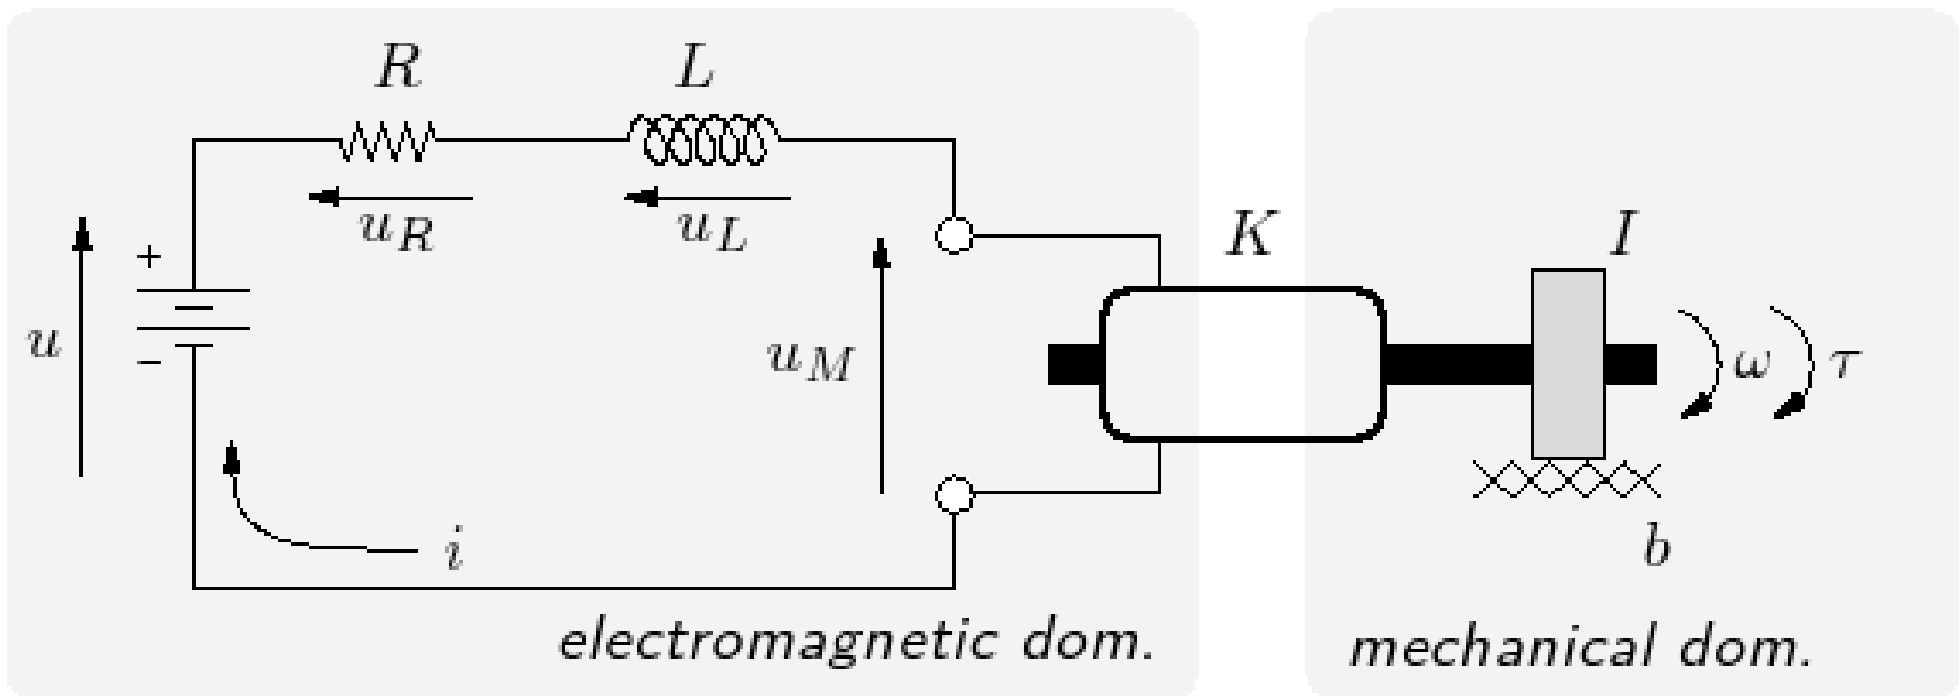 R L
u_R u_L
K I
+
u
−
u_M
ω τ
i
b
electromagnetic dom. mechanical dom.